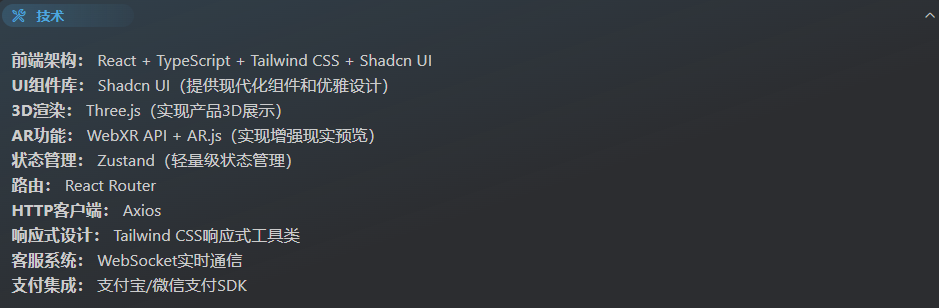 技术
前端架构： React + TypeScript + Tailwind CSS + Shadcn UI
UI组件库： Shadcn UI（提供现代化组件和优雅设计）
3D渲染： Three.js（实现产品3D展示）
AR功能： WebXR API + AR.js（实现增强现实预览）
状态管理： Zustand（轻量级状态管理）
路由： React Router
HTTP客户端： Axios
响应式设计： Tailwind CSS响应式工具类
客服系统： WebSocket实时通信
支付集成： 支付宝/微信支付SDK